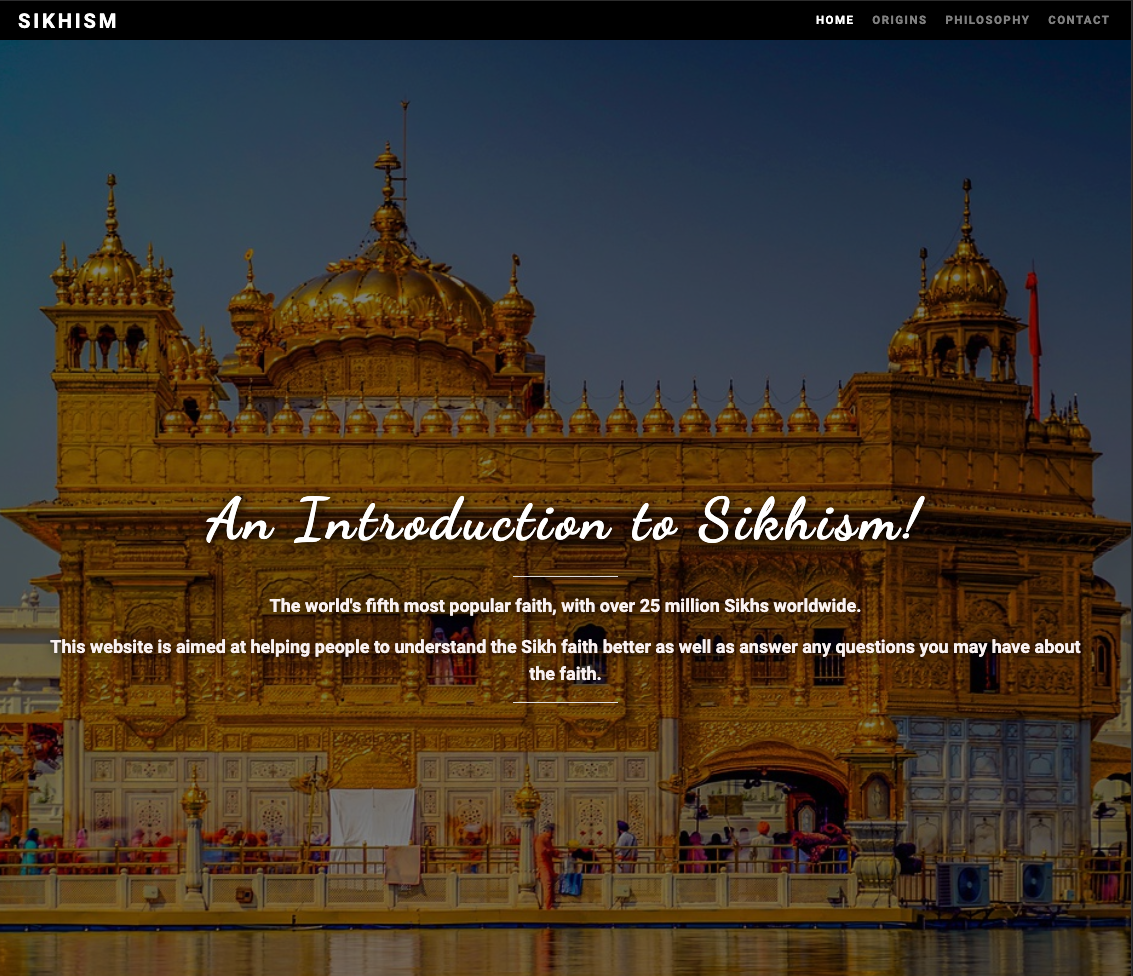 SIKHISM
HOME ORIGINS PHILOSOPHY CONTACT
An Introduction to Sikhism!
The world's fifth most popular faith, with over 25 million Sikhs worldwide.
This website is aimed at helping people to understand the Sikh faith better as well as answer any questions you may have about
the faith.